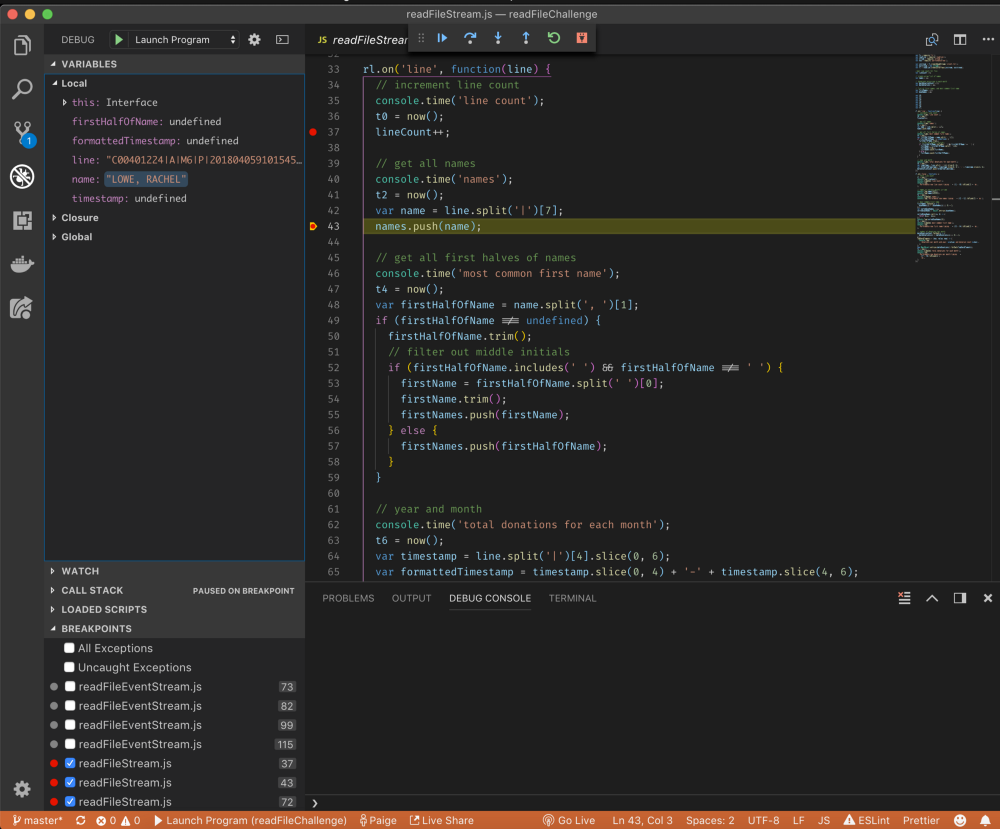 readFileStream.js — readFileChallenge
DEBUG
Launch Program
JS readFileStream
VARIABLES
Local
this: Interface
firstHalfOfName: undefined
formattedTimestamp: undefined
line: "C00401224|A|M6|P|201804059101545…
name: "LOWE, RACHEL"
timestamp: undefined
Closure
Global
33 rl.on('line', function(line) {
34 // increment line count
35 console.time('line count');
36 t0 = now();
37 lineCount++;
38
39 // get all names
40 console.time('names');
41 t2 = now();
42 var name = line.split('|')[7];
43 names.push(name);
44
45 // get all first halves of names
46 console.time('most common first name');
47 t4 = now();
48 var firstHalfOfName = name.split(', ')[1];
49 if (firstHalfOfName !== undefined) {
50 firstHalfOfName.trim();
51 // filter out middle initials
52 if (firstHalfOfName.includes(' ') && firstHalfOfName !== ' ') {
53 firstName = firstHalfOfName.split(' ')[0];
54 firstName.trim();
55 firstNames.push(firstName);
56 } else {
57 firstNames.push(firstHalfOfName);
58 }
59 }
60
61 // year and month
62 console.time('total donations for each month');
63 t6 = now();
64 var timestamp = line.split('|')[4].slice(0, 6);
65 var formattedTimestamp = timestamp.slice(0, 4) + '-' + timestamp.slice(4, 6);
1
WATCH
CALL STACK PAUSED ON BREAKPOINT
LOADED SCRIPTS
BREAKPOINTS
All Exceptions
Uncaught Exceptions
readFileEventStream.js 73
readFileEventStream.js 82
readFileEventStream.js 99
readFileEventStream.js 115
readFileStream.js 37
readFileStream.js 43
readFileStream.js 72
PROBLEMS OUTPUT DEBUG CONSOLE TERMINAL
master* 0 0 Launch Program (readFileChallenge) Paige Live Share Go Live Ln 43, Col 3 Spaces: 2 UTF-8 LF JS ESLint Prettier